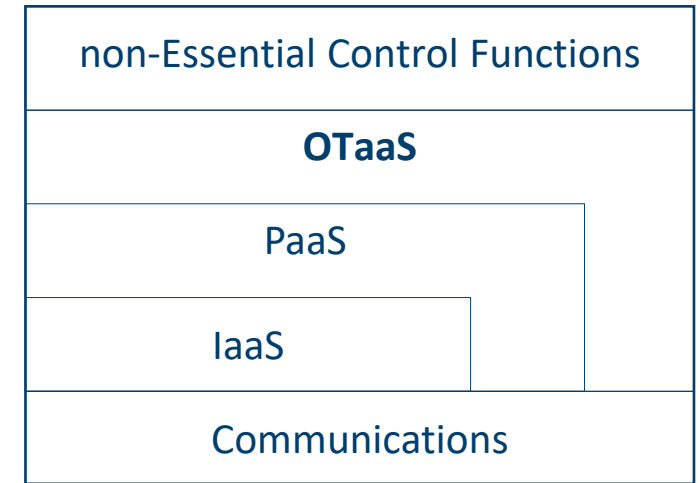 non-Essential Control Functions
OTaaS
PaaS
IaaS
Communications